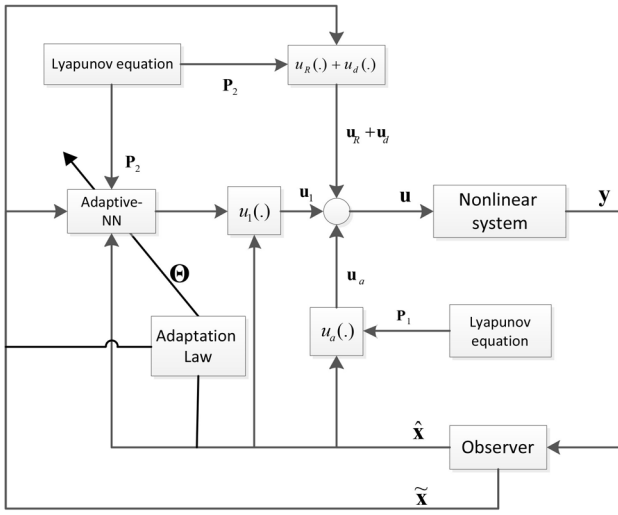 Lyapunov equation
u_R(.) + u_d(.)
P_2
P_2
u_R + u_d
Adaptive-
NN
u_1(.)
u_1
u
Nonlinear
system
y
Θ
u_a
Adaptation
Law
u_a(.)
P_1
Lyapunov
equation
x̂
Observer
x̃